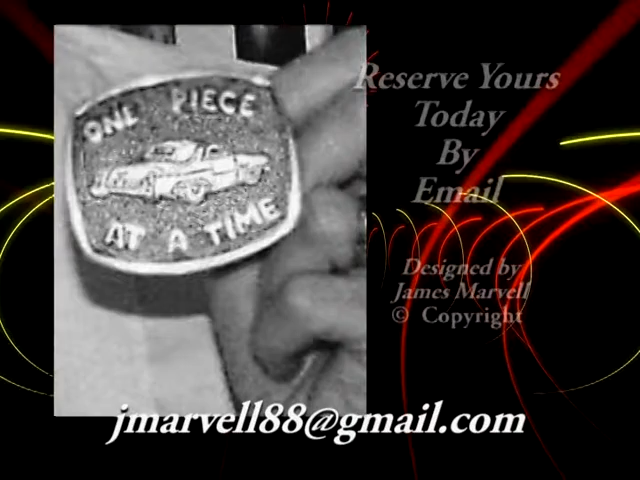 ONE PIECE
AT A TIME
Reserve Yours
Today
By
Email
Designed by
James Marvell
© Copyright
jmarvell88@gmail.com